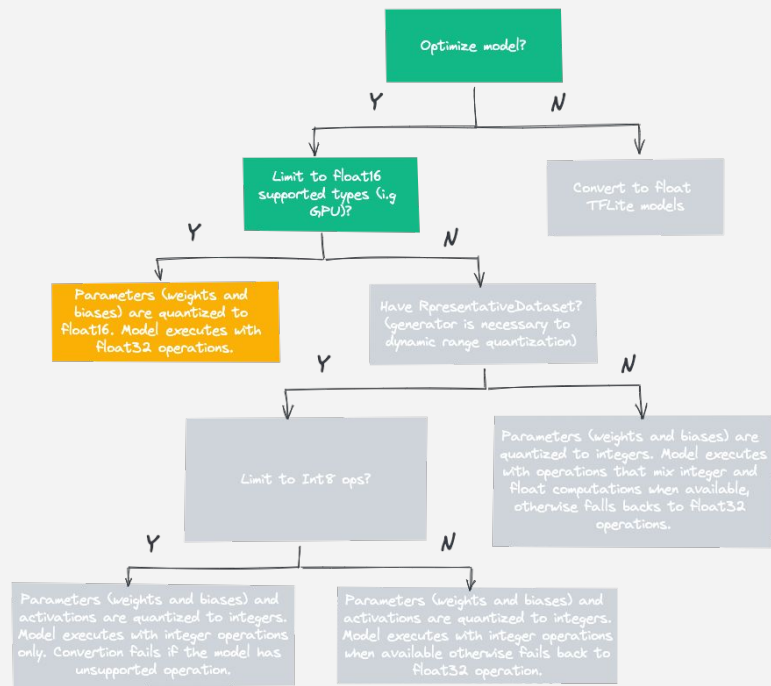 Optimize model?
Y
N
Limit to float16
supported types (i.g
GPU)?
Convert to float
TFLite models
Y
N
Parameters (weights and
biases) are quantized to
float16. Model executes with
float32 operations.
Have RpresentativeDataset?
(generator is necessary to
dynamic range quantization)
Y
N
Limit to Int8 ops?
Parameters (weights and biases) are
quantized to integers. Model executes
with operations that mix integer and
float computations when available,
otherwise falls backs to float32
operations.
Y
N
Parameters (weights and biases) and
activations are quantized to integers.
Model executes with integer operations
only. Convertion fails if the model has
unsupported operation.
Parameters (weights and biases) and
activations are quantized to integers.
Model executes with integer operations
when available otherwise fails back to
float32 operation.